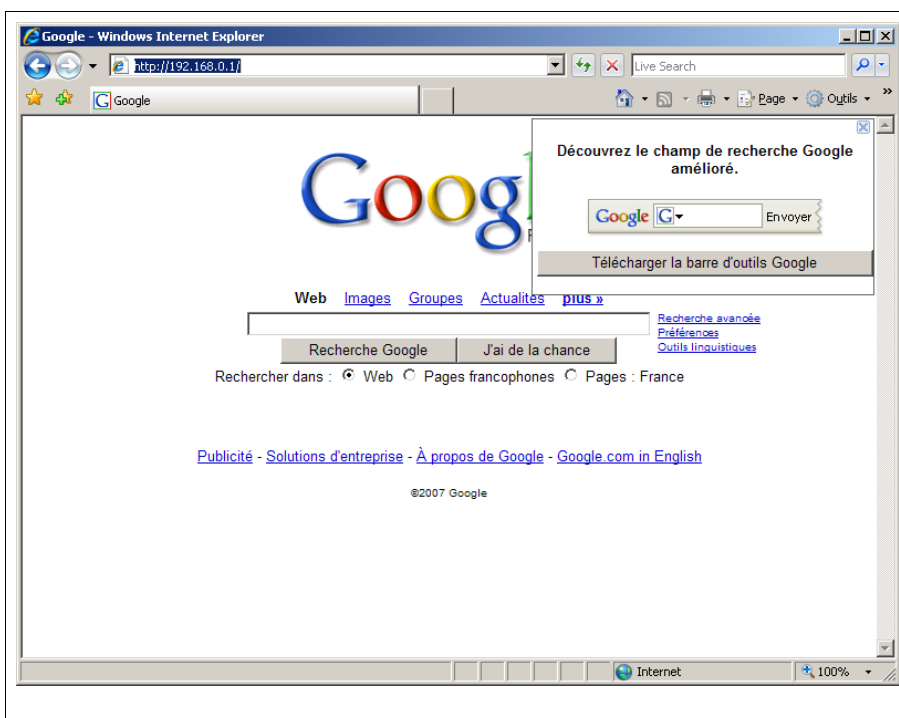 Google - Windows Internet Explorer
http://192.168.0.1/
Live Search
Google
Page
Outils
»
Découvrez le champ de recherche Google
amélioré.
Google G Envoyer
Télécharger la barre d'outils Google
Goog
Web Images Groupes Actualités plus »
Recherche avancée
Préférences
Outils linguistiques
Recherche Google J'ai de la chance
Rechercher dans : Web Pages francophones Pages : France
Publicité - Solutions d'entreprise - À propos de Google - Google.com in English
©2007 Google
Internet
100%